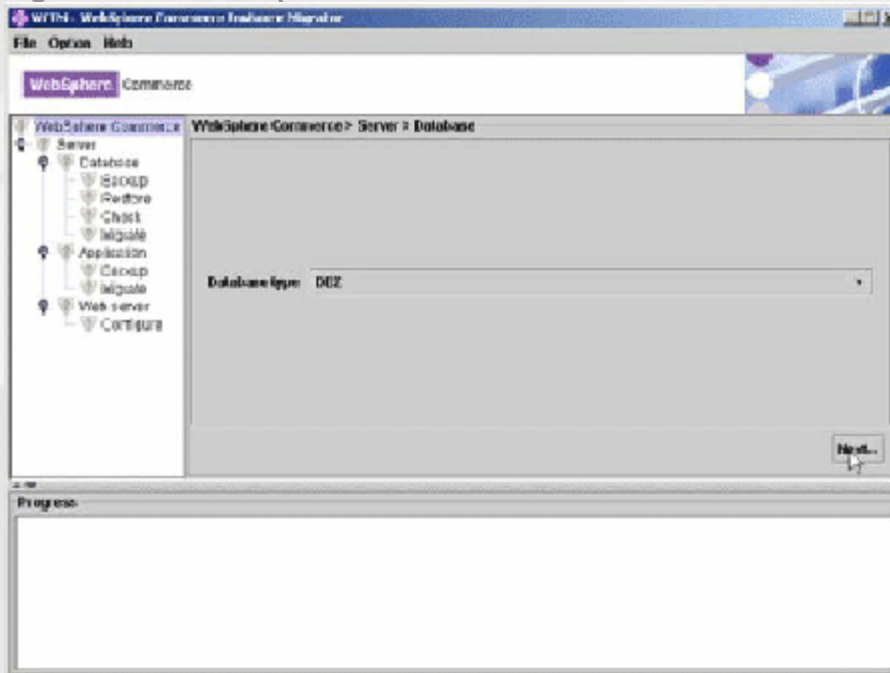 WCIM - WebSphere Commerce Instance Migrator
File Option Help
WebSphere Commerce
WebSphere Commerce
Server
Database
Backup
Restore
Check
Migrate
Application
Backup
Migrate
Web server
Configure
WebSphere Commerce > Server > Database
Database type: DB2
Next...
Progress